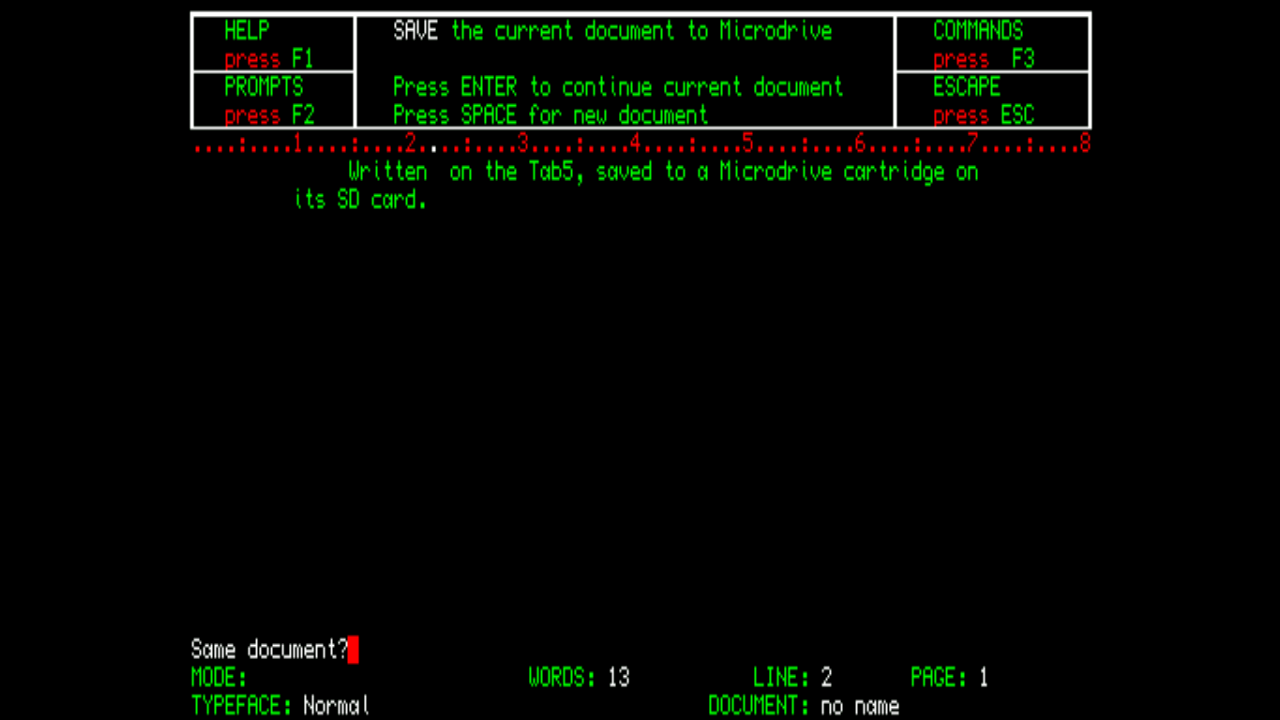 HELP SAVE the current document to Microdrive COMMANDS
press F1 press F3
PROMPTS Press ENTER to continue current document ESCAPE
press F2 Press SPACE for new document press ESC
....:....1....:....2....:....3....:....4....:....5....:....6....:....7....:....8
Written on the Tab5, saved to a Microdrive cartridge on
its SD card.
Same document?
MODE: WORDS: 13 LINE: 2 PAGE: 1
TYPEFACE: Normal DOCUMENT: no name